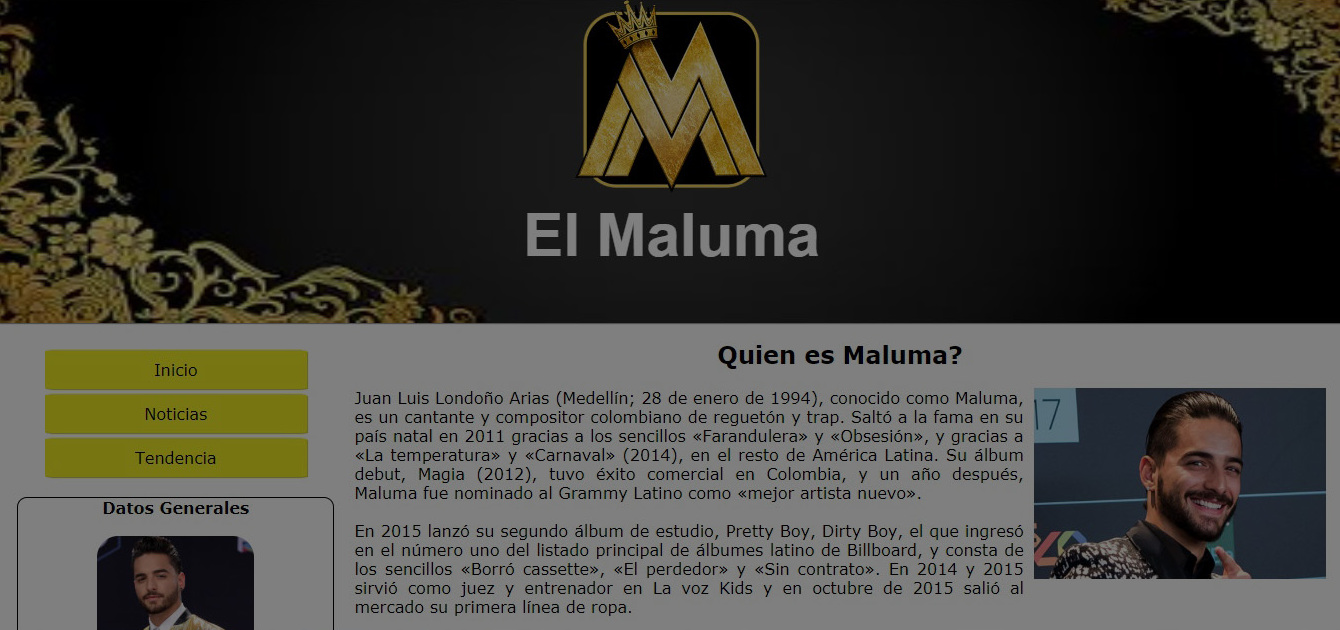 M
El Maluma
Inicio
Noticias
Tendencia
Datos Generales
Quien es Maluma?
Juan Luis Londoño Arias (Medellín; 28 de enero de 1994), conocido como Maluma,
es un cantante y compositor colombiano de reguetón y trap. Saltó a la fama en su
país natal en 2011 gracias a los sencillos «Farandulera» y «Obsesión», y gracias a
«La temperatura» y «Carnaval» (2014), en el resto de América Latina. Su álbum
debut, Magia (2012), tuvo éxito comercial en Colombia, y un año después,
Maluma fue nominado al Grammy Latino como «mejor artista nuevo».
En 2015 lanzó su segundo álbum de estudio, Pretty Boy, Dirty Boy, el que ingresó
en el número uno del listado principal de álbumes latino de Billboard, y consta de
los sencillos «Borró cassette», «El perdedor» y «Sin contrato». En 2014 y 2015
sirvió como juez y entrenador en La voz Kids y en octubre de 2015 salió al
mercado su primera línea de ropa.
17